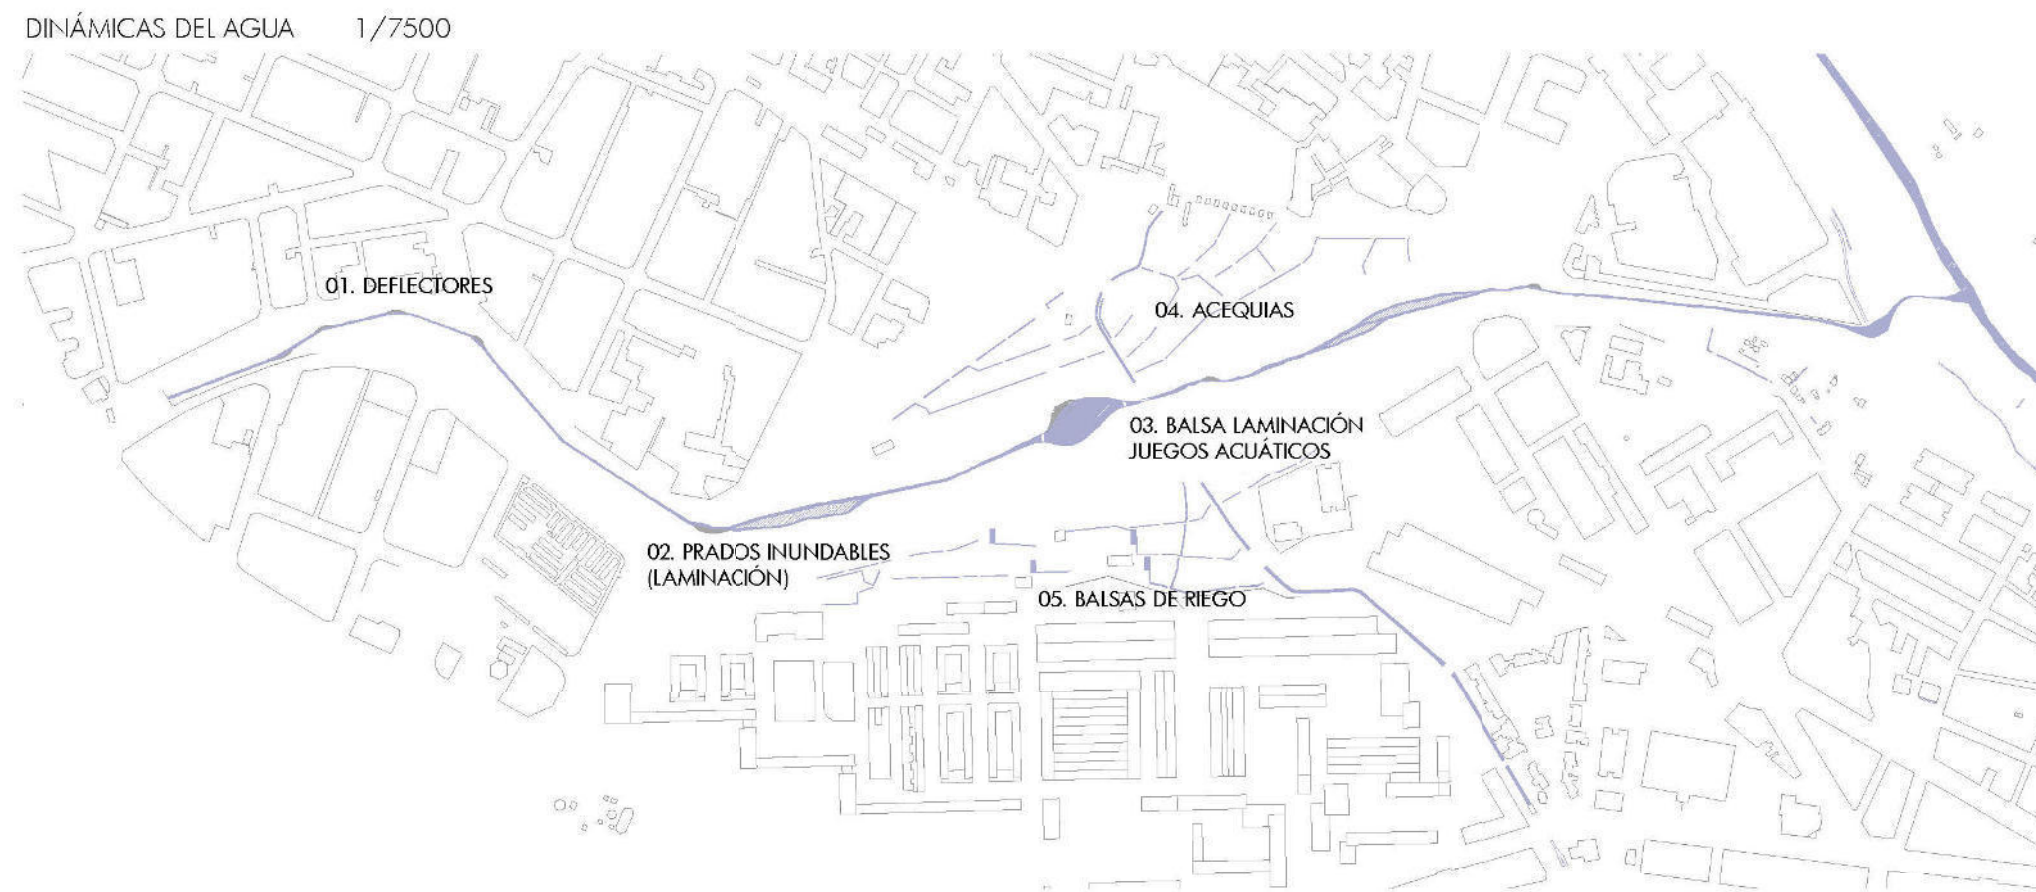 DINÁMICAS DEL AGUA 1/7500
01. DEFLECTORES
04. ACEQUIAS
03. BALSA LAMINACIÓN
JUEGOS ACUÁTICOS
02. PRADOS INUNDABLES
(LAMINACIÓN)
05. BALSAS DE RIEGO